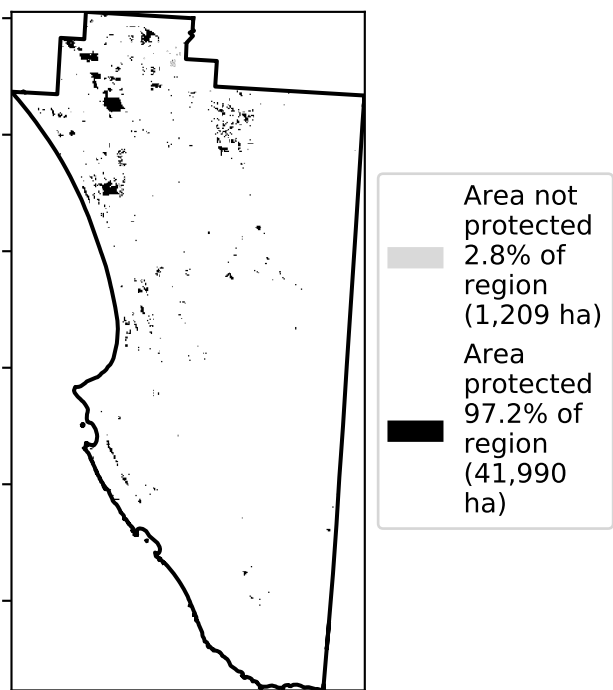 Area not
protected
2.8% of
region
(1,209 ha)
Area
protected
97.2% of
region
(41,990
ha)